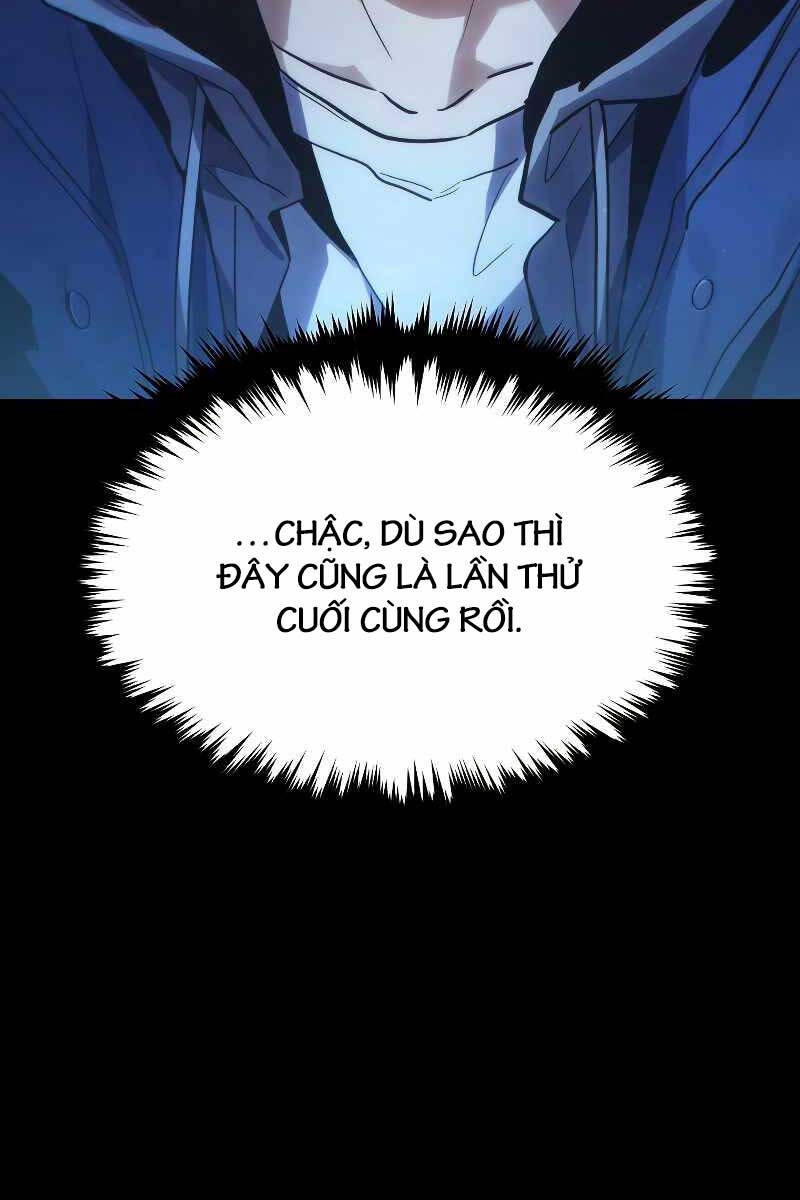 ...CHẬC, DÙ SAO THÌ
ĐÂY CŨNG LÀ LẦN THỬ
CUỐI CÙNG RỒI.